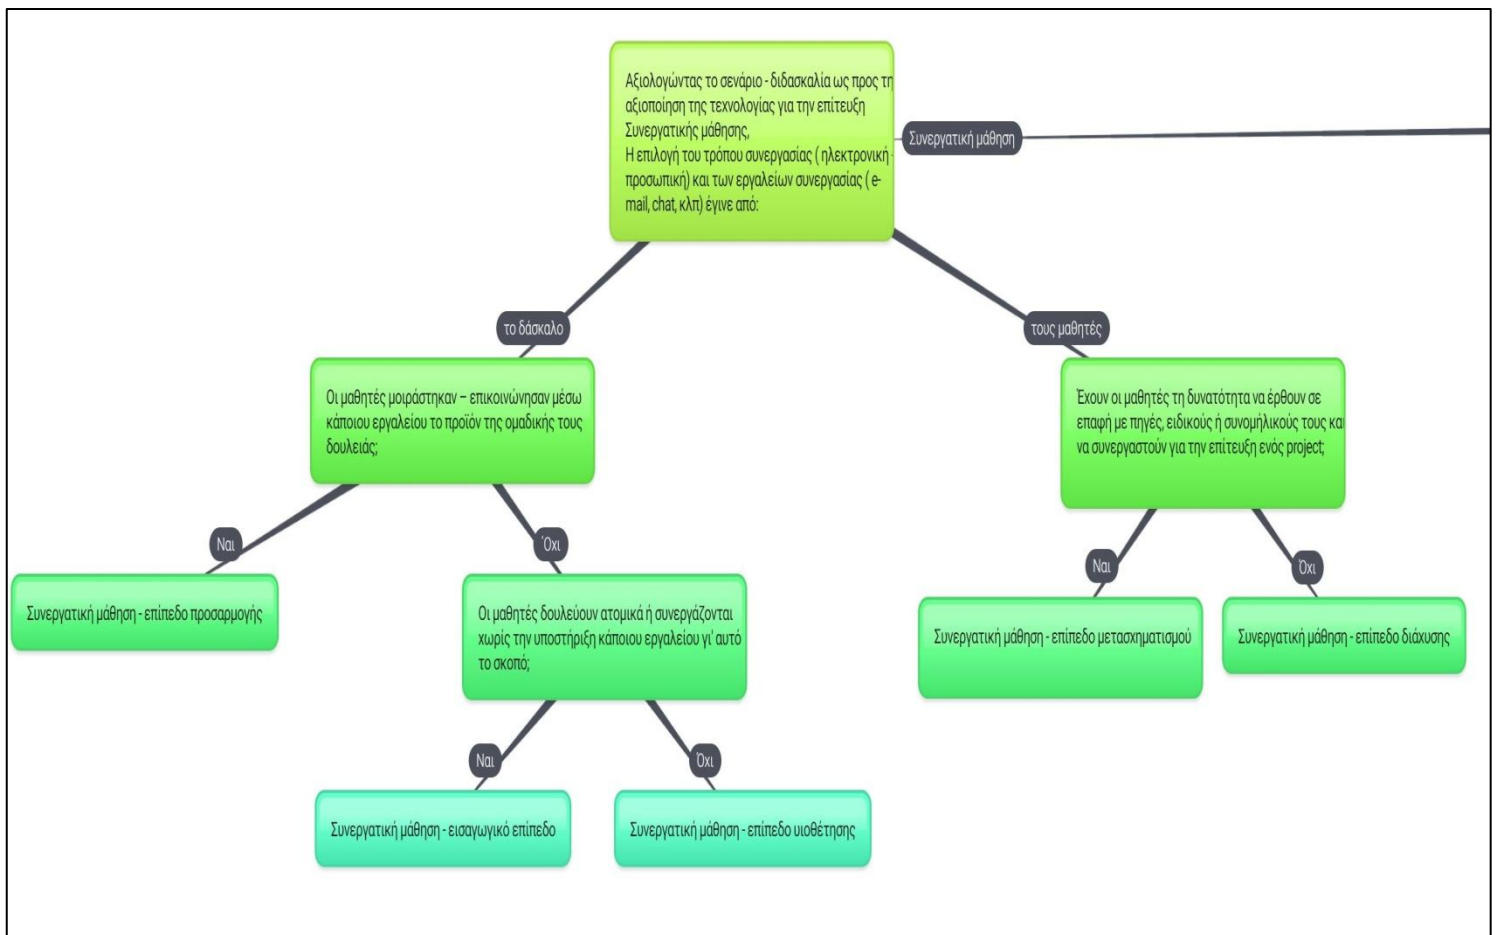 Αξιολογώντας το σενάριο - διδασκαλία ως προς τη
αξιοποίηση της τεχνολογίας για την επίτευξη
Συνεργατικής μάθησης,
Η επιλογή του τρόπου συνεργασίας ( ηλεκτρονική -
προσωπική) και των εργαλείων συνεργασίας ( e-
mail, chat, κλπ) έγινε από:
Συνεργατική μάθηση
το δάσκαλο
τους μαθητές
Οι μαθητές μοιράστηκαν – επικοινώνησαν μέσω
κάποιου εργαλείου το προϊόν της ομαδικής τους
δουλειάς;
Έχουν οι μαθητές τη δυνατότητα να έρθουν σε
επαφή με πηγές, ειδικούς ή συνομήλικούς τους και
να συνεργαστούν για την επίτευξη ενός project;
Ναι
Όχι
Ναι
Όχι
Συνεργατική μάθηση - επίπεδο προσαρμογής
Οι μαθητές δουλεύουν ατομικά ή συνεργάζονται
χωρίς την υποστήριξη κάποιου εργαλείου γι' αυτό
το σκοπό;
Συνεργατική μάθηση - επίπεδο μετασχηματισμού
Συνεργατική μάθηση - επίπεδο διάχυσης
Ναι
Όχι
Συνεργατική μάθηση - εισαγωγικό επίπεδο
Συνεργατική μάθηση - επίπεδο υιοθέτησης